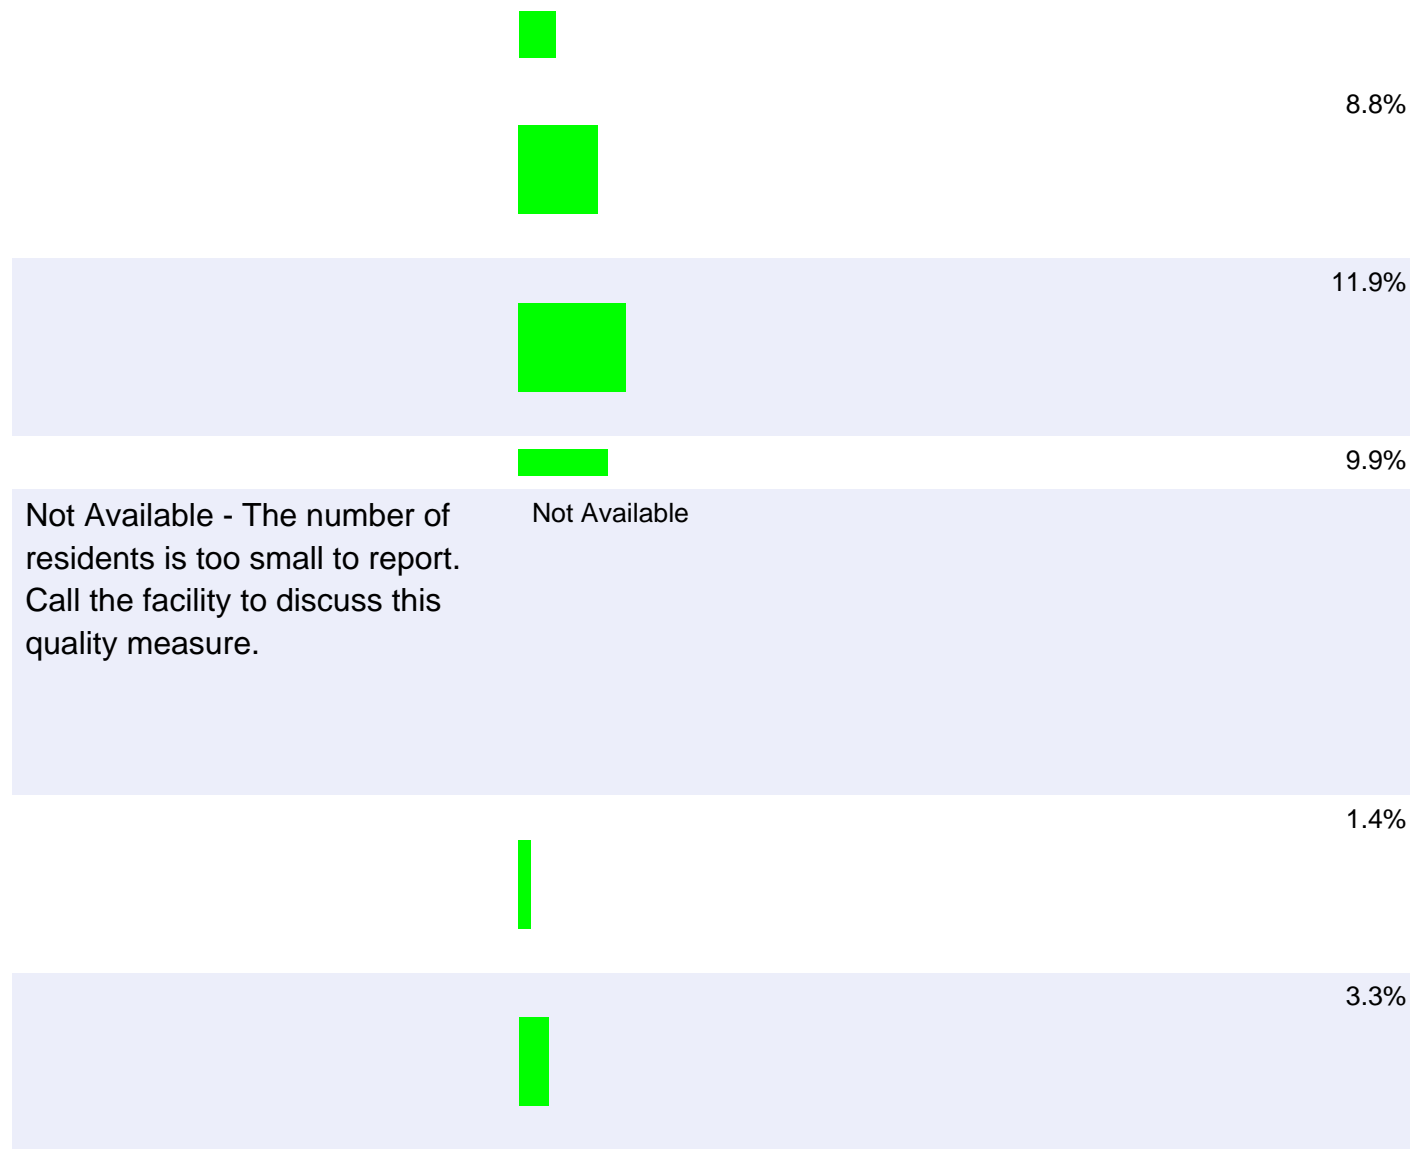 8.8%
11.9%
9.9%
Not Available - The number of
residents is too small to report.
Call the facility to discuss this
quality measure.
Not Available
1.4%
3.3%